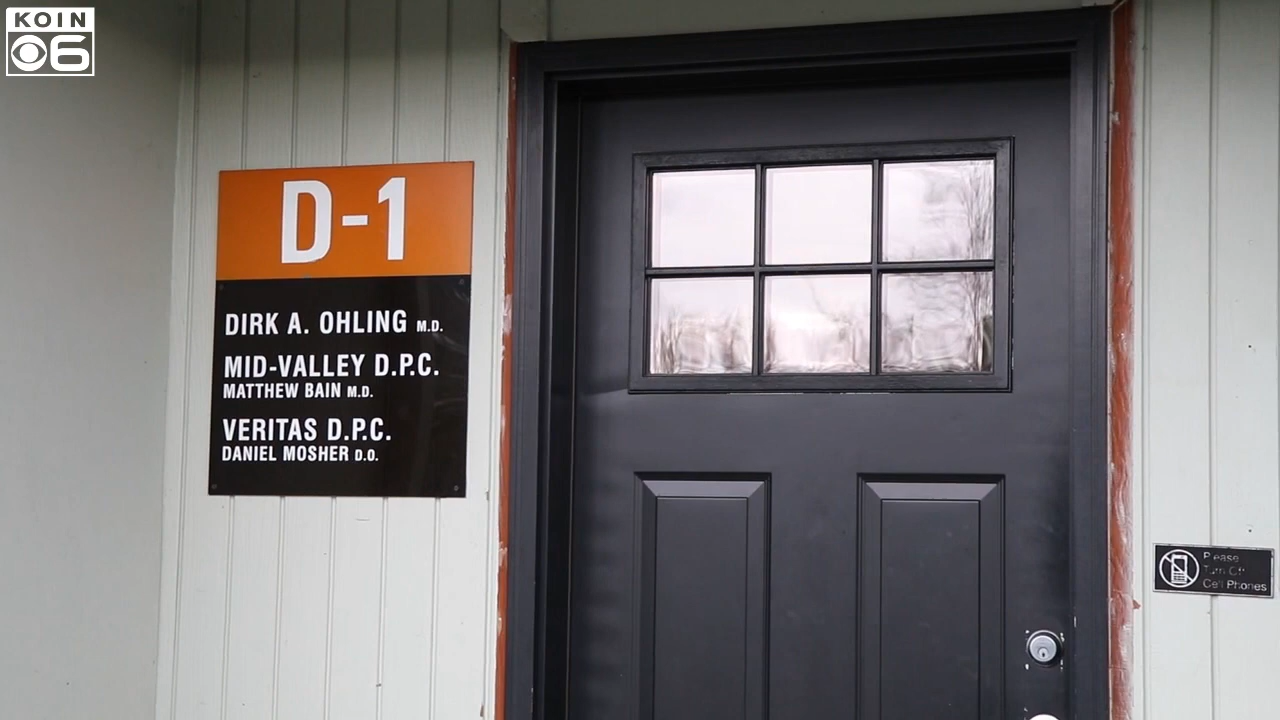 KOIN
6
D-1
DIRK A. OHLING M.D.
MID-VALLEY D.P.C.
MATTHEW BAIN M.D.
VERITAS D.P.C.
DANIEL MOSHER D.O.
Please
Turn Off
Cell Phones